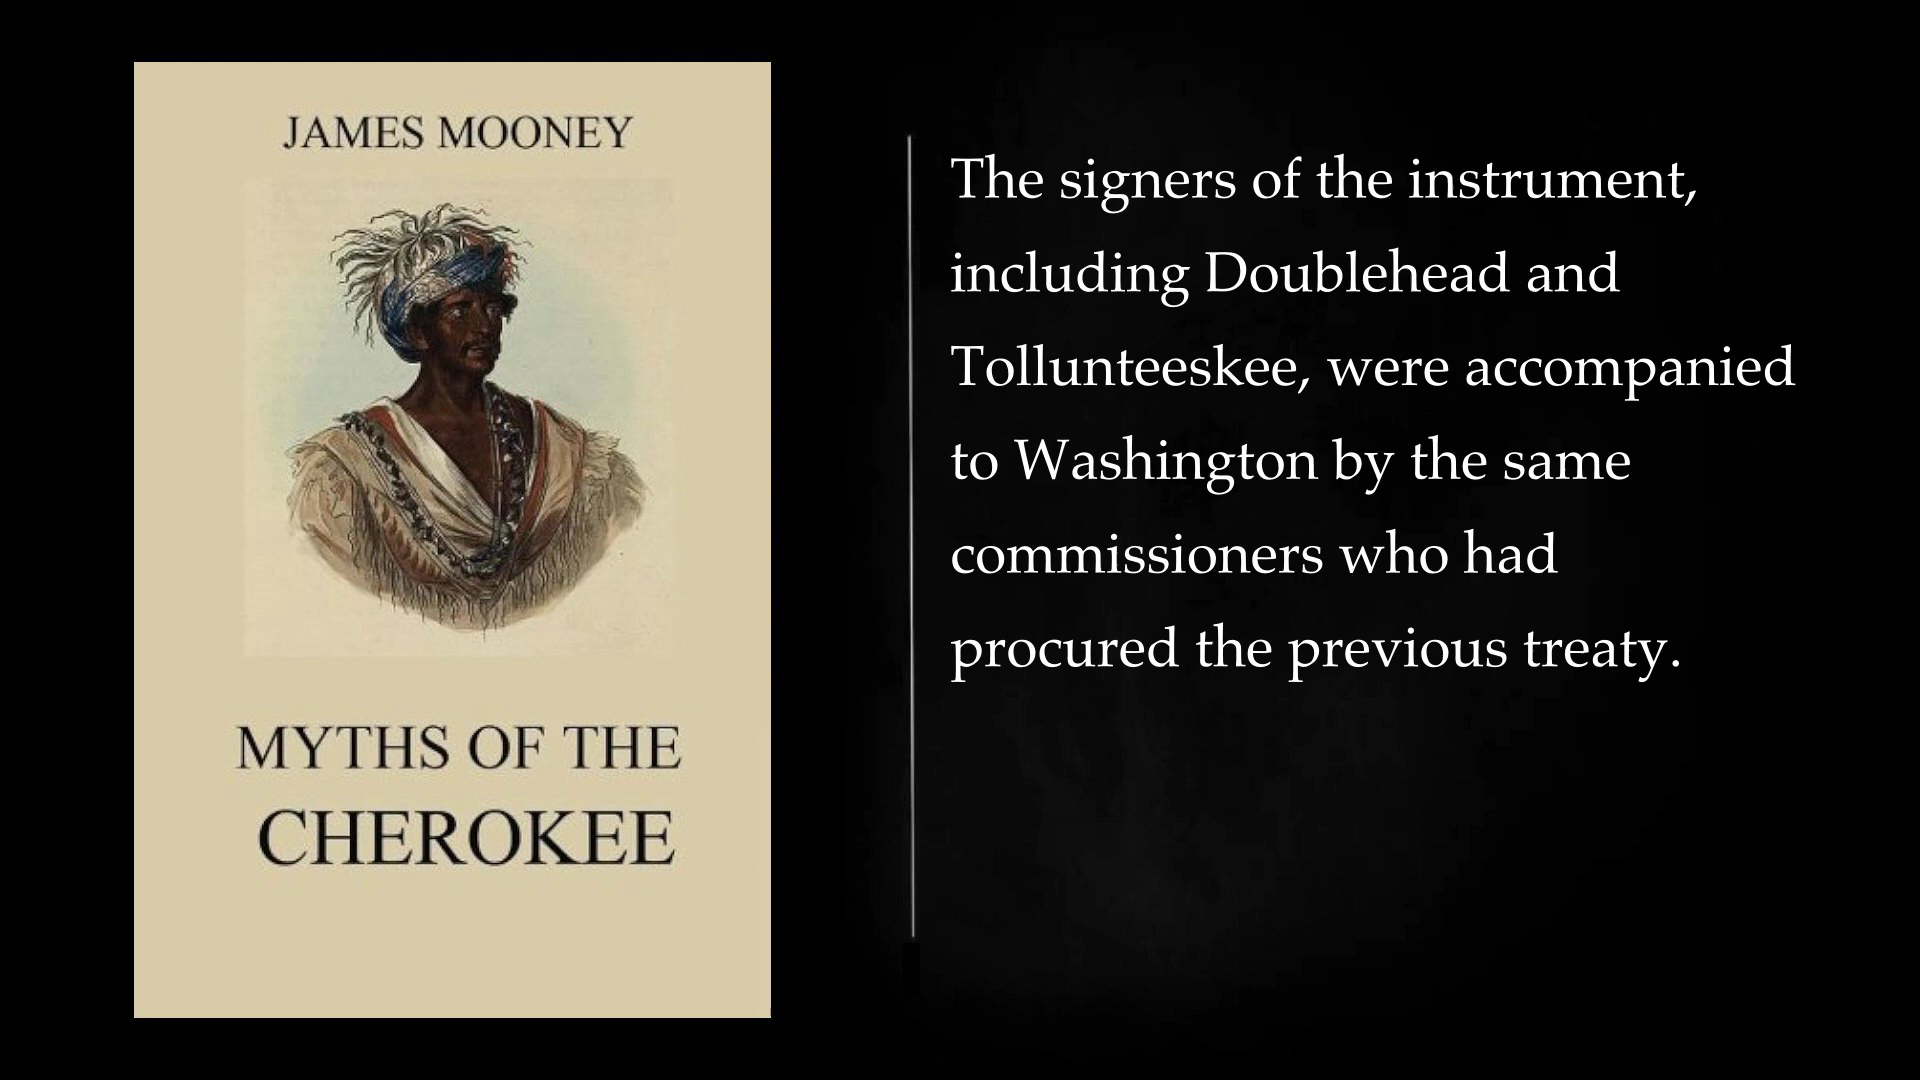 JAMES MOONEY
MYTHS OF THE
CHEROKEE
The signers of the instrument,
including Doublehead and
Tollunteeskee, were accompanied
to Washington by the same
commissioners who had
procured the previous treaty.